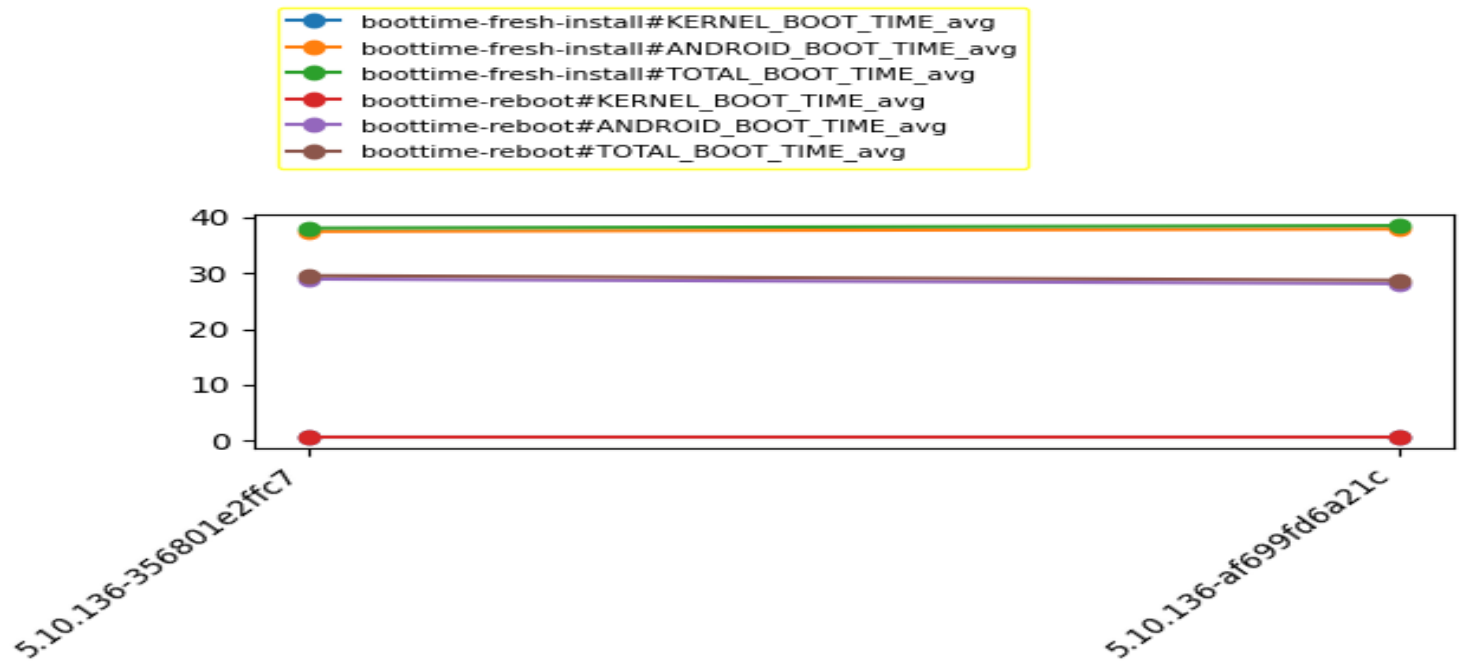 boottime-fresh-install#KERNEL_BOOT_TIME_avg
boottime-fresh-install#ANDROID_BOOT_TIME_avg
boottime-fresh-install#TOTAL_BOOT_TIME_avg
boottime-reboot#KERNEL_BOOT_TIME_avg
boottime-reboot#ANDROID_BOOT_TIME_avg
boottime-reboot#TOTAL_BOOT_TIME_avg
40
30
20
10
0
5.10.136-356801e2ffc7
5.10.136-af699fd6a21c